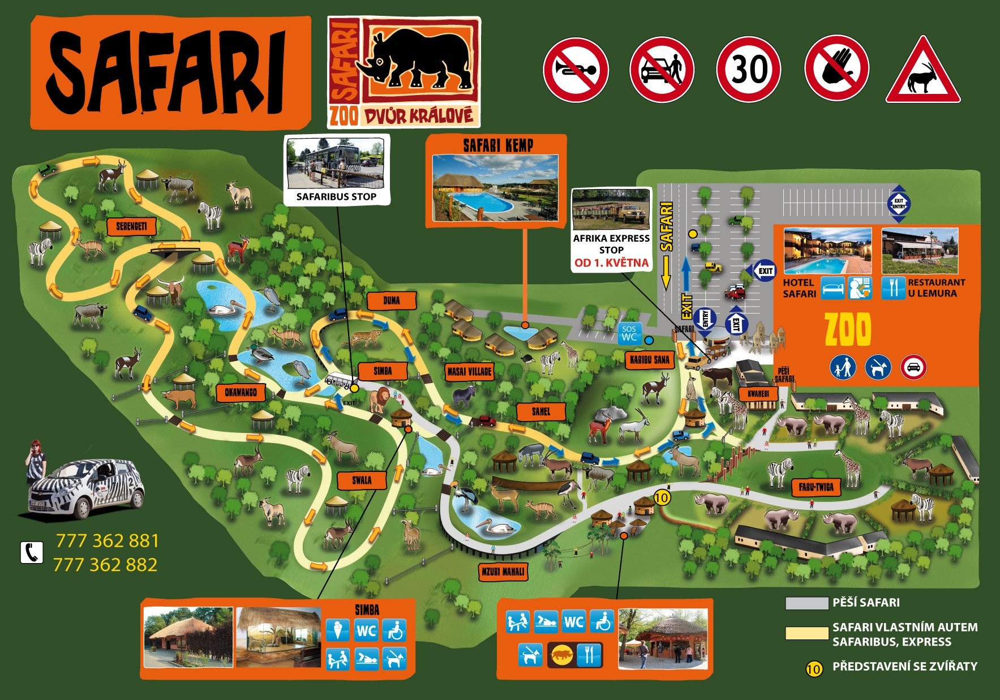 SAFARI
SAFARI
ZOO DVŮR KRÁLOVÉ
30
SAFARIBUS STOP
SAFARI KEMP
AFRIKA EXPRESS
STOP
OD 1. KVĚTNA
SAFARI
EXIT
EXIT
ENTRY
EXIT
ENTRY
EXIT
HOTEL
SAFARI
RESTAURANT
U LEMURA
ZOO
SERENGETI
DUMA
SIMBA
MASAI VILLAGE
OKAWANGO
EXIT
SOS
WC
SAFARI
KARIBU SANA
PĚŠÍ
SAFARI
KWAHERI
SAHEL
SWALA
FARU-TWIGA
10
MZURI MAHALI
2
777 362 881
777 362 882
SIMBA
WC
WC
PĚŠÍ SAFARI
SAFARI VLASTNÍM AUTEM
SAFARIBUS, EXPRESS
10 PŘEDSTAVENÍ SE ZVÍŘATY